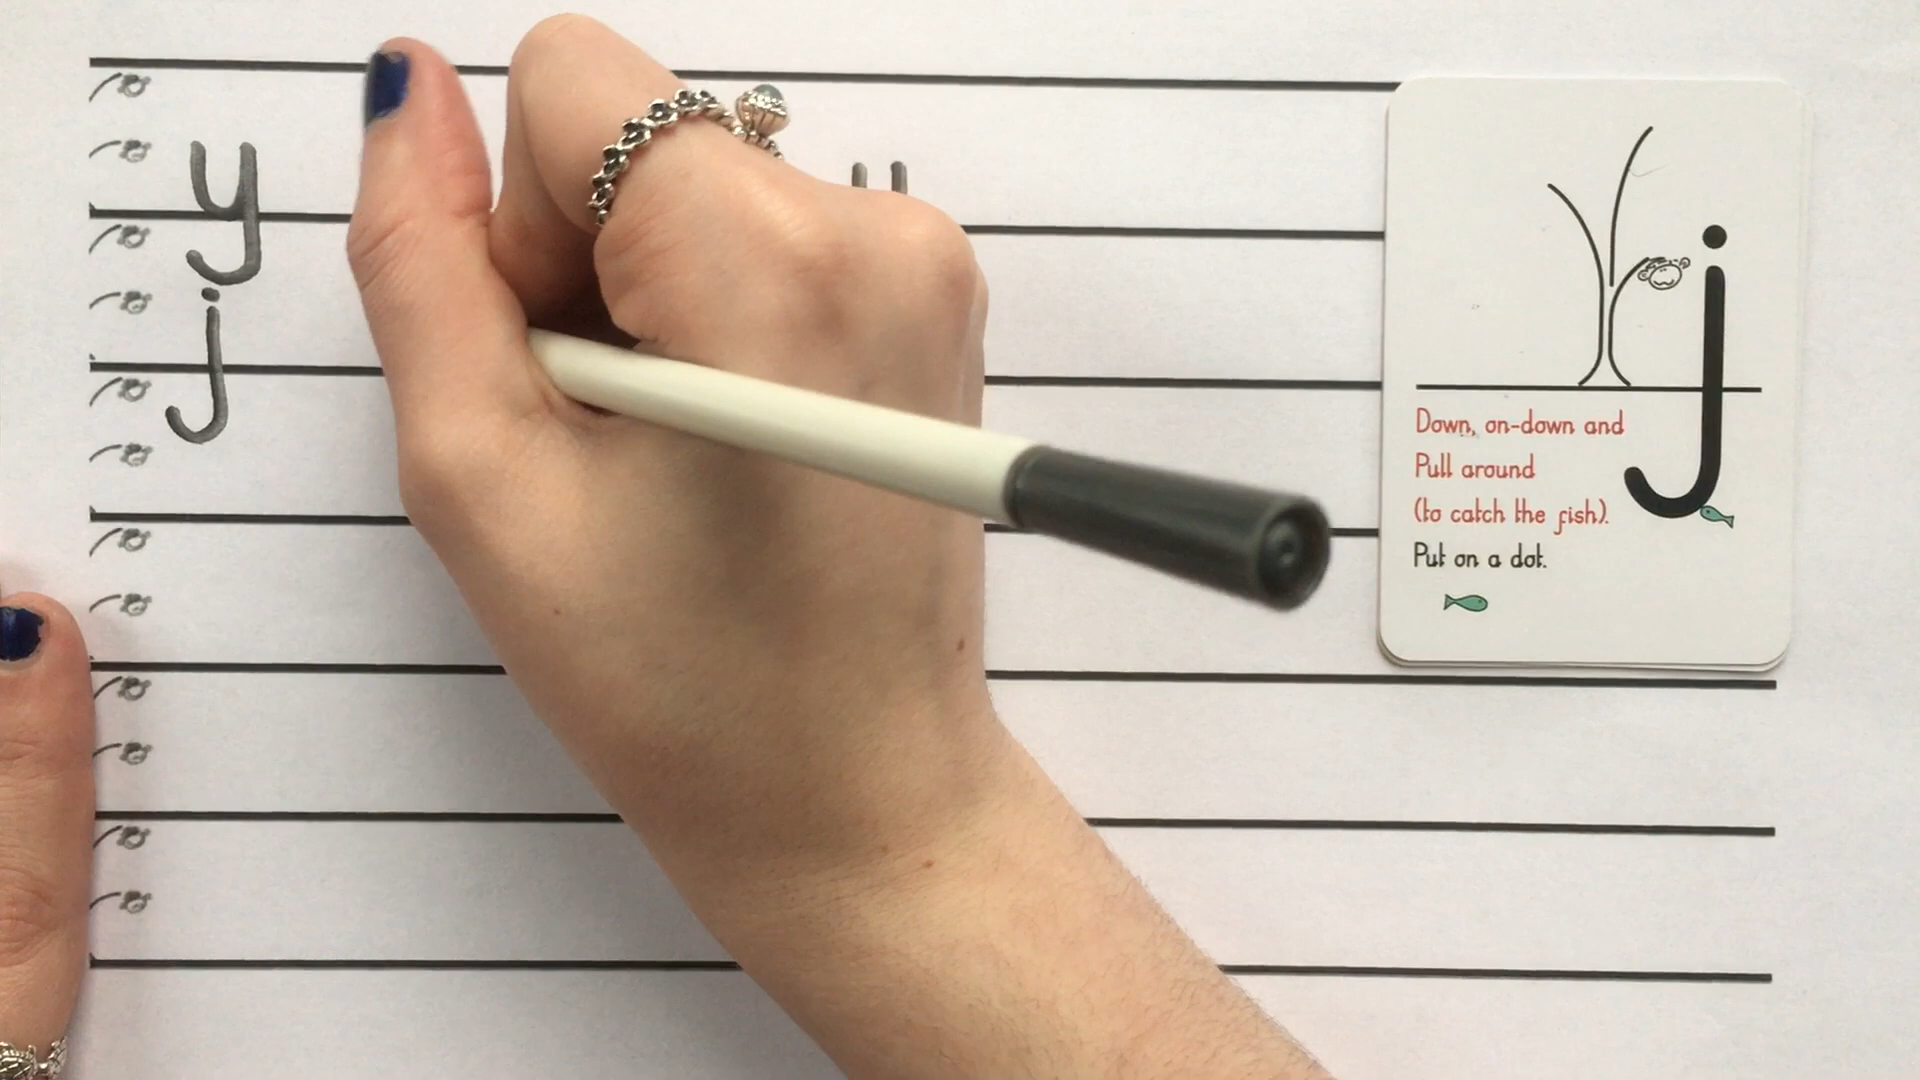 y
j
j
Down, on-down and
Pull around
(to catch the fish).
Put on a dot.